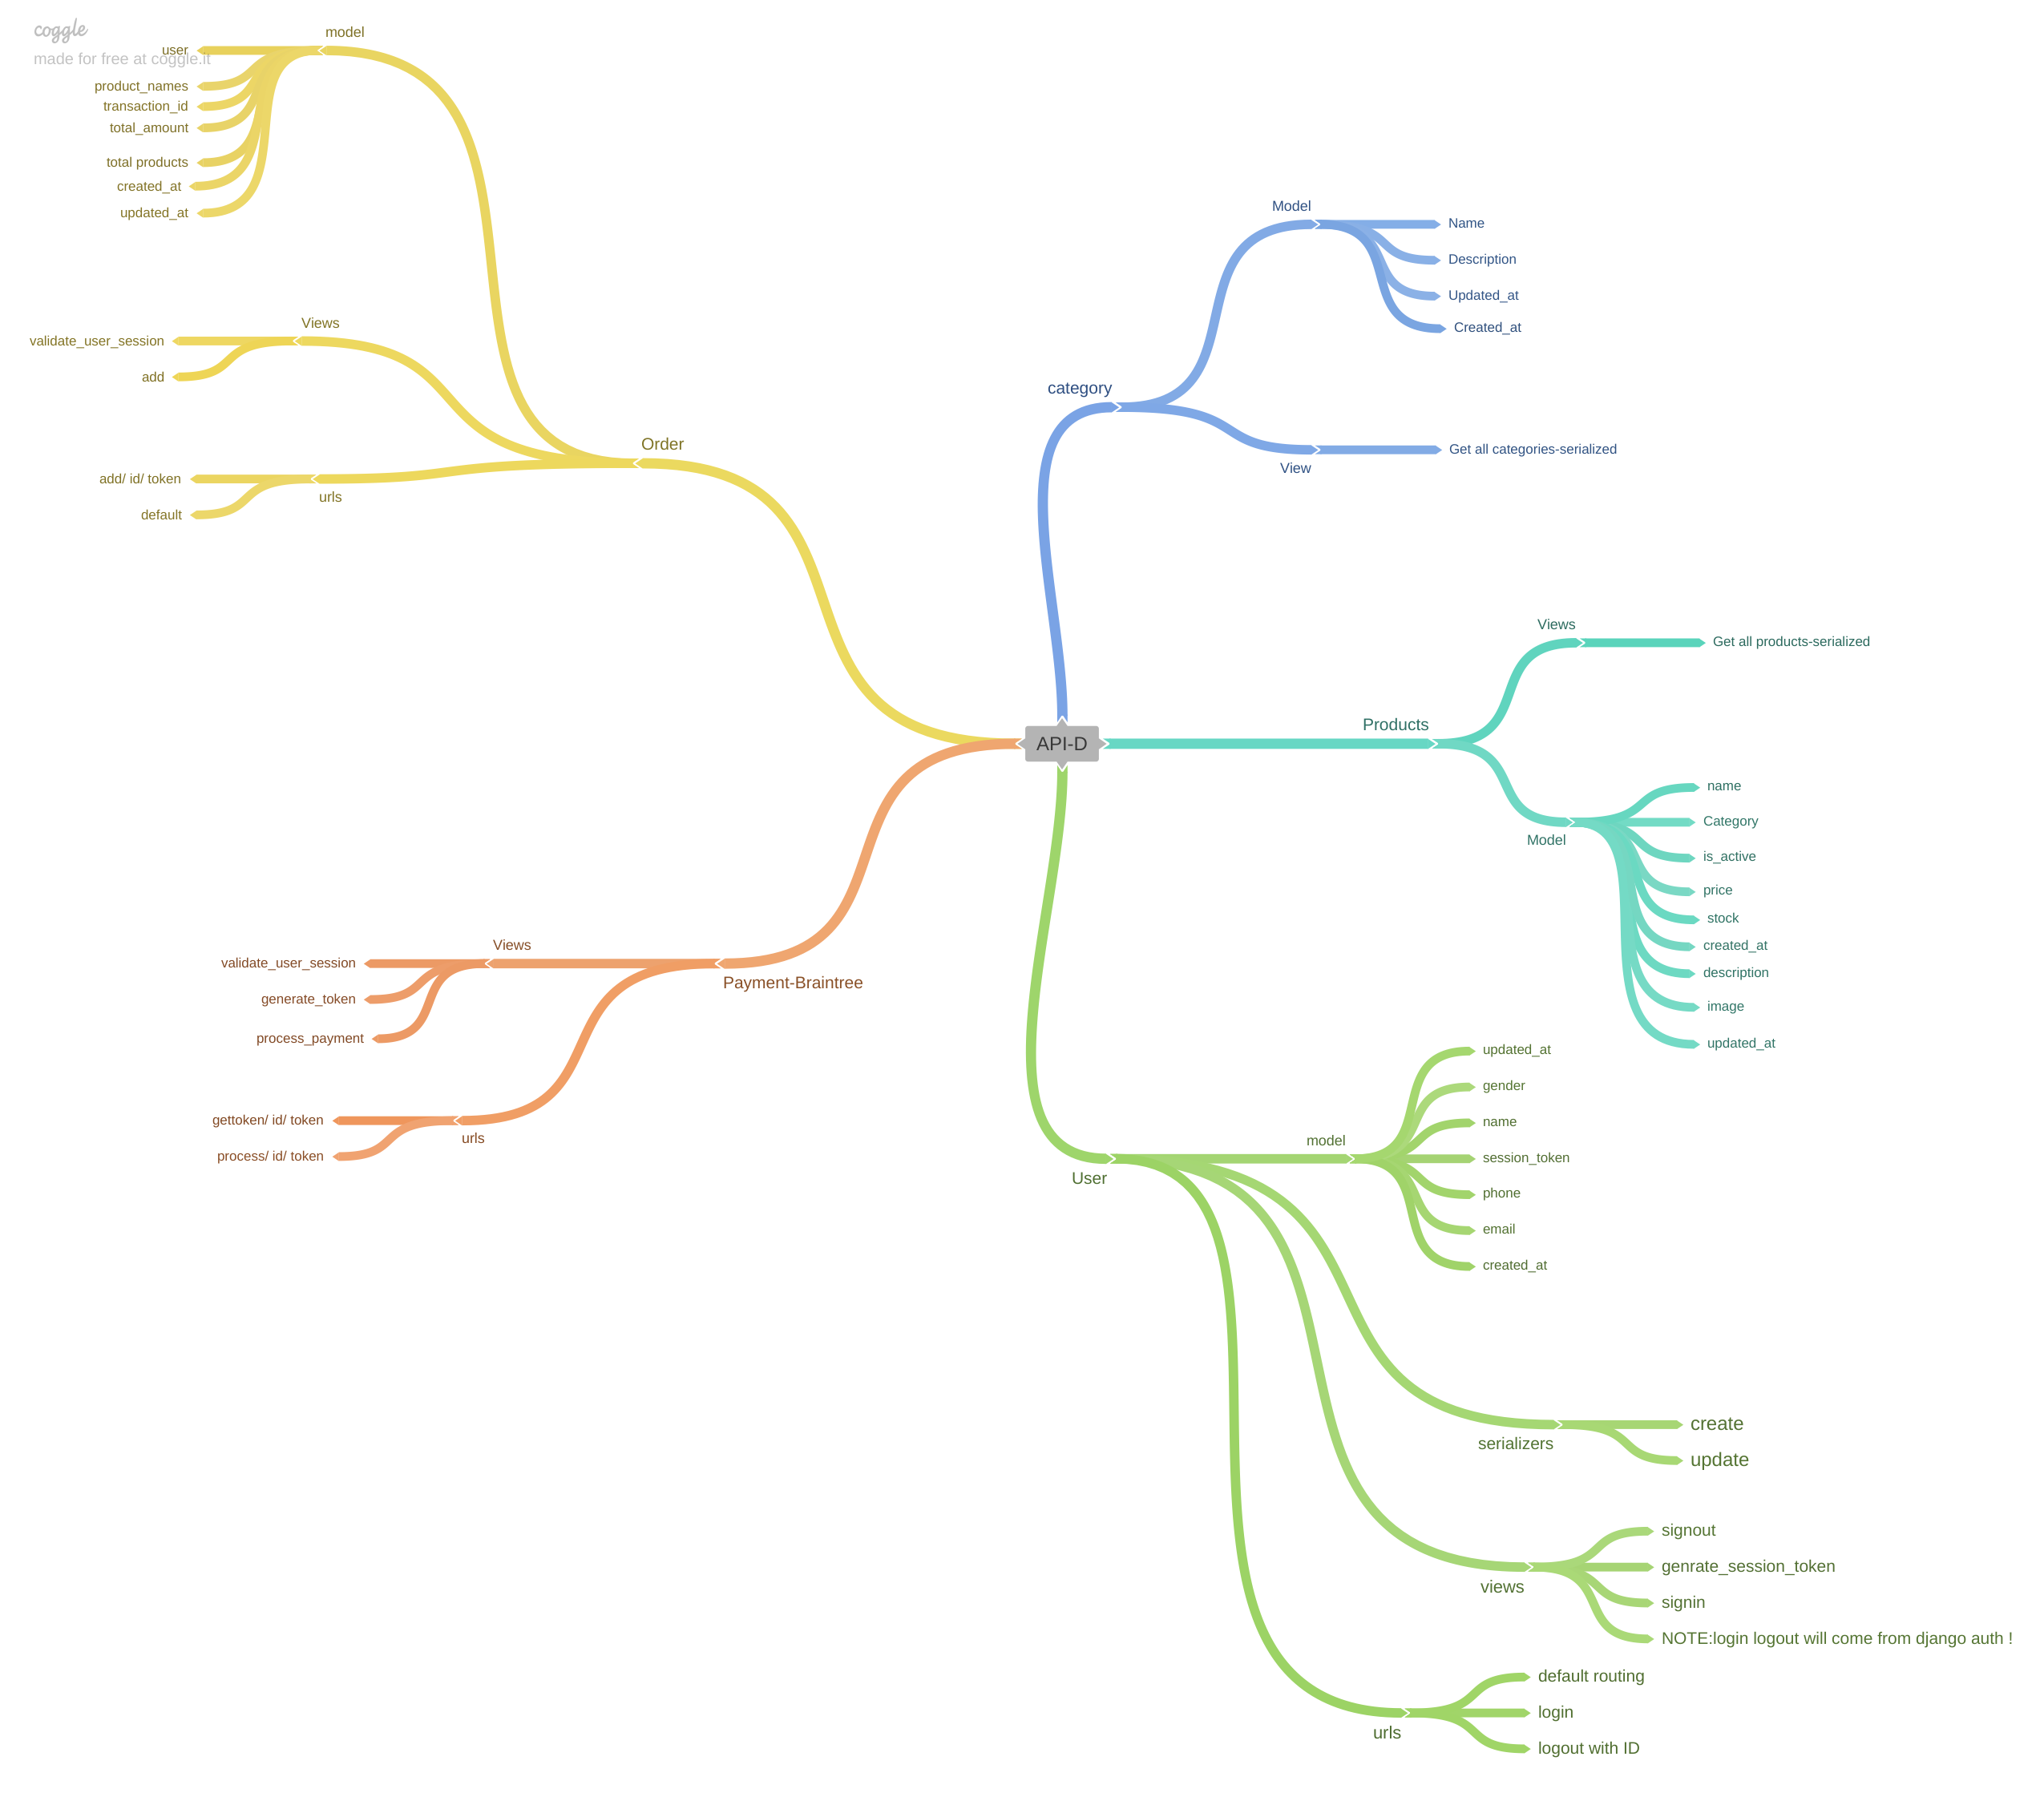 coggle
made for free at coggle.it
model
user
product_names
transaction_id
total_amount
total products
created_at
updated_at
Views
validate_user_session
add
Order
add/ id/ token
urls
default
Model
Name
Description
Updated_at
Created_at
category
Get all categories-serialized
View
Views
Get all products-serialized
Products
API-D
name
Category
Model
is_active
price
stock
created_at
description
image
updated_at
Views
validate_user_session
Payment-Braintree
generate_token
process_payment
gettoken/ id/ token
urls
process/ id/ token
updated_at
gender
name
model
session_token
User
phone
email
created_at
create
serializers
update
signout
genrate_session_token
views
signin
NOTE:login logout will come from django auth !
default routing
login
urls
logout with ID